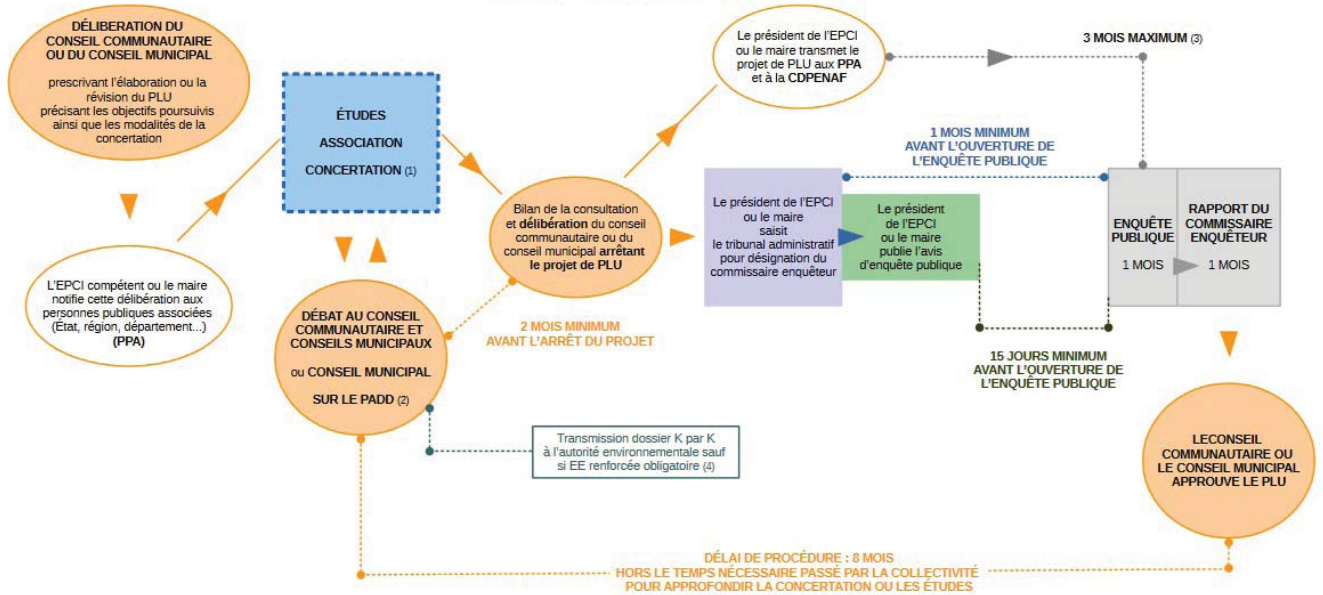 DÉLIBERATION DU
CONSEIL COMMUNAUTAIRE
OU DU CONSEIL MUNICIPAL
prescrivant l'élaboration ou la
révision du PLU
précisant les objectifs poursuivis
ainsi que les modalités de la
concertation
L'EPCI compétent ou le maire
notifie cette délibération aux
personnes publiques associées
(État, région, département...)
(PPA)
ÉTUDES
ASSOCIATION
CONCERTATION (1)
DÉBAT AU CONSEIL
COMMUNAUTAIRE ET
CONSEILS MUNICIPAUX
ou CONSEIL MUNICIPAL
SUR LE PADD (2)
2 MOIS MINIMUM
AVANT L'ARRÊT DU PROJET
Transmission dossier K par K
à l'autorité environnementale sauf
si EE renforcée obligatoire (4)
Bilan de la consultation
et délibération du conseil
communautaire ou du
conseil municipal arrêtant
le projet de PLU
Le président de l'EPCI
ou le maire transmet le
projet de PLU aux PPA
et à la CDPENAF
3 MOIS MAXIMUM (3)
1 MOIS MINIMUM
AVANT L'OUVERTURE DE
L'ENQUÊTE PUBLIQUE
Le président de l'EPCI
ou le maire
saisit
le tribunal administratif
pour désignation du
commissaire enquêteur
Le président
de l'EPCI
ou le maire
publie l'avis
d'enquête publique
15 JOURS MINIMUM
AVANT L'OUVERTURE DE
L'ENQUÊTE PUBLIQUE
ENQUÊTE
PUBLIQUE
1 MOIS
RAPPORT DU
COMMISSAIRE
ENQUÊTEUR
1 MOIS
LECONSEIL
COMMUNAUTAIRE OU
LE CONSEIL MUNICIPAL
APPROUVE LE PLU
DÉLAI DE PROCÉDURE : 8 MOIS
HORS LE TEMPS NÉCESSAIRE PASSÉ PAR LA COLLECTIVITÉ
POUR APPROFONDIR LA CONCERTATION OU LES ÉTUDES